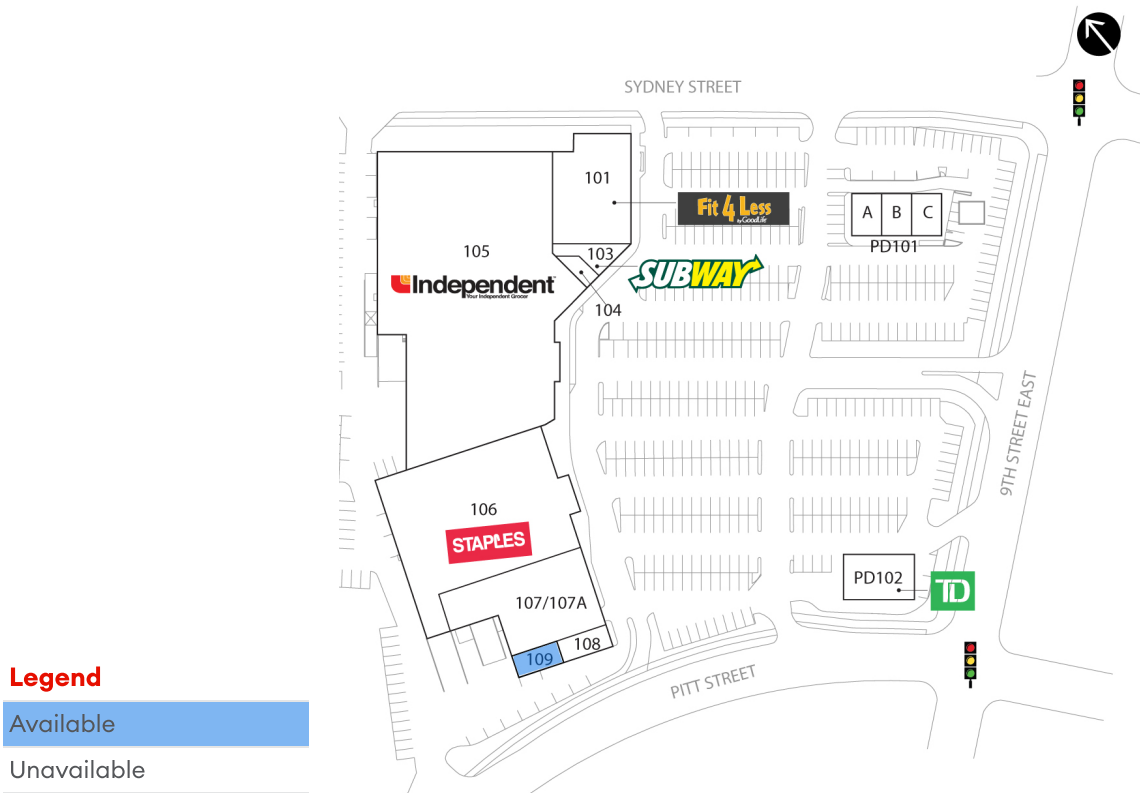 SYDNEY STREET
101
Fit 4 Less
by GoodLife
105
103
Independent
Your Independent Grocer
SUBWAY
104
A B C
PD101
9TH STREET EAST
106
STAPLES
107/107A
PD102
TD
108
109
PITT STREET
Legend
Available
Unavailable